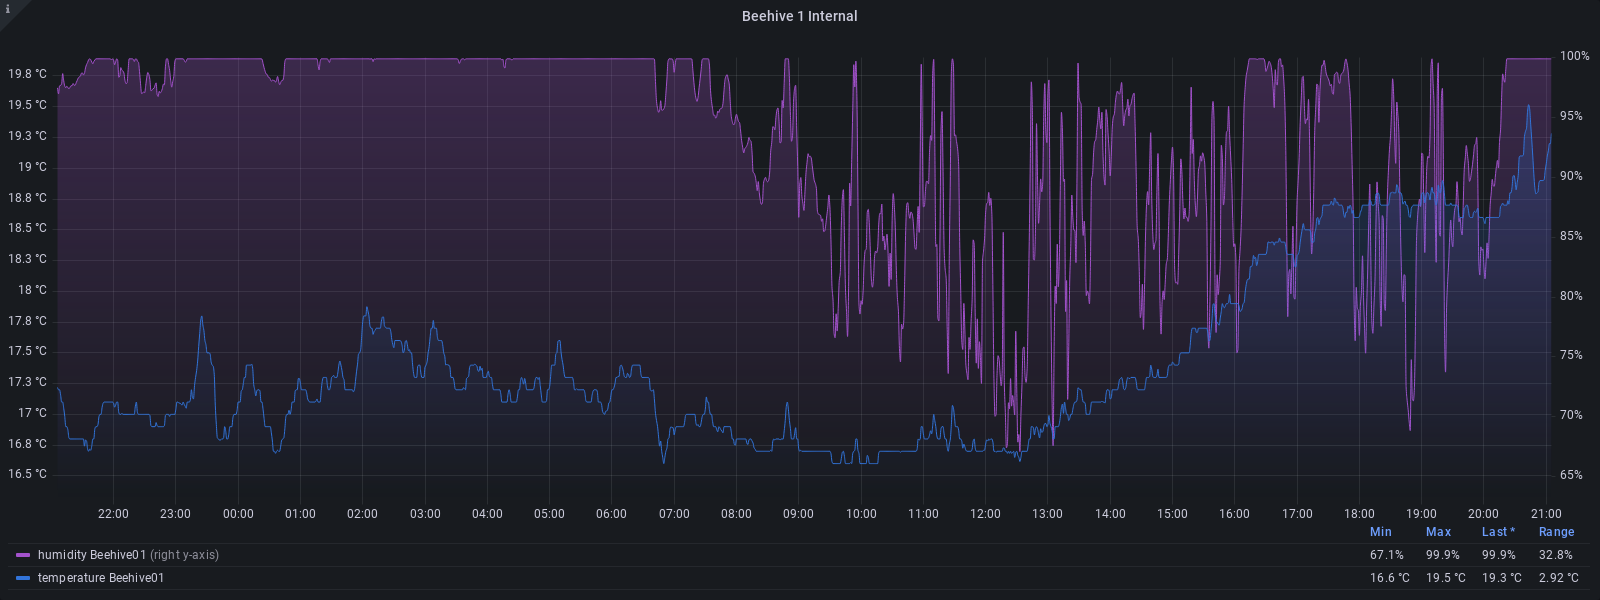 i
Beehive 1 Internal
19.8 °C
19.5 °C
19.3 °C
19 °C
18.8 °C
18.5 °C
18.3 °C
18 °C
17.8 °C
17.5 °C
17.3 °C
17 °C
16.8 °C
16.5 °C
100%
95%
90%
85%
80%
75%
70%
65%
22:00 23:00 00:00 01:00 02:00 03:00 04:00 05:00 06:00 07:00 08:00 09:00 10:00 11:00 12:00 13:00 14:00 15:00 16:00 17:00 18:00 19:00 20:00 21:00
Min Max Last * Range
humidity Beehive01 (right y-axis) 67.1% 99.9% 99.9% 32.8%
temperature Beehive01 16.6 °C 19.5 °C 19.3 °C 2.92 °C